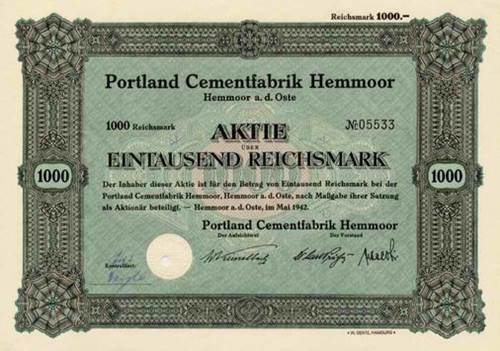 Reichsmark 1000.—
Portland Cementfabrik Hemmoor
Hemmoor a. d. Oste
1000 Reichsmark
AKTIE
№ 05533
ÜBER
EINTAUSEND REICHSMARK
1000
1000
Der Inhaber dieser Aktie ist für den Betrag von Eintausend Reichsmark bei der
Portland Cementfabrik Hemmoor, Hemmoor a. d. Oste, nach Maßgabe ihrer Satzung
als Aktionär beteiligt. — Hemmoor a. d. Oste, im Mai 1942.
Portland Cementfabrik Hemmoor
Der Aufsichtsrat Der Vorstand
Kontrolliert:
W. GENTE, HAMBURG